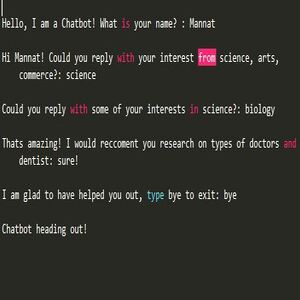 Hello, I am a Chatbot! What is your name? : Mannat
Hi Mannat! Could you reply with your interest from science, arts,
commerce?: science
Could you reply with some of your interests in science?: biology
Thats amazing! I would reccoment you research on types of doctors and
dentist: sure!
I am glad to have helped you out, type bye to exit: bye
Chatbot heading out!